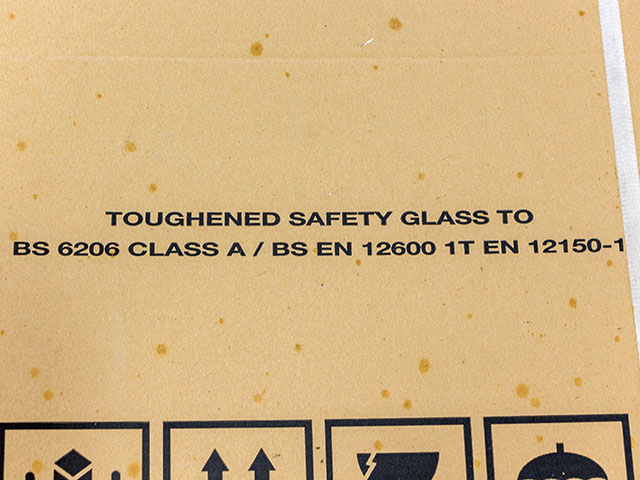 TOUGHENED SAFETY GLASS TO
BS 6206 CLASS A / BS EN 12600 1T EN 12150-1